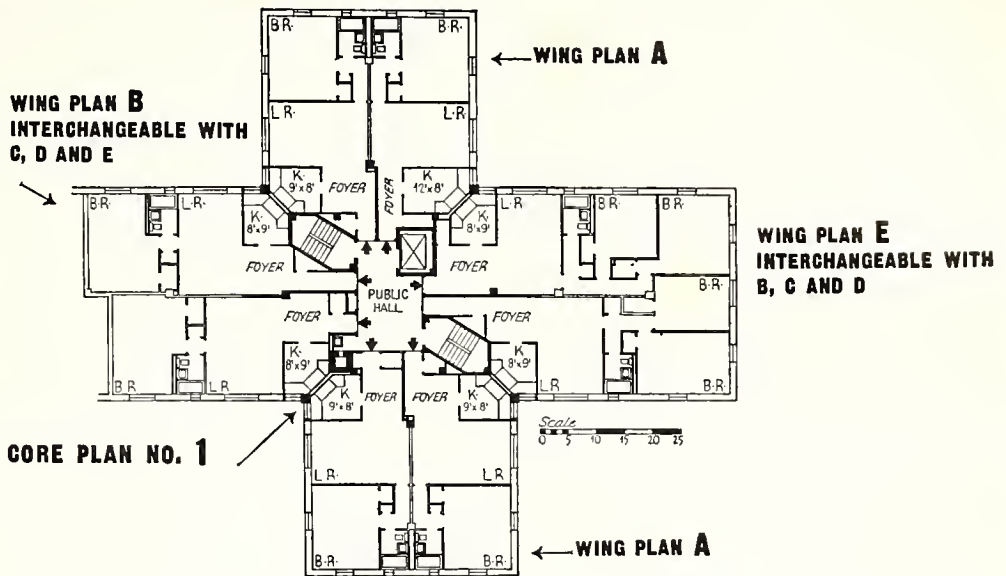 B.R.
B.R.
WING PLAN A
WING PLAN B
INTERCHANGEABLE WITH
C, D AND E
L.R.
L.R.
K.
9'x8'
FOYER
FOYER
K.
12'x8'
B.R.
L.R.
K.
8'x9'
K.
8'x9'
L.R.
B.R.
B.R.
WING PLAN E
INTERCHANGEABLE WITH
B, C AND D
FOYER
FOYER
B.R.
PUBLIC
HALL
FOYER
FOYER
K.
8'x9'
K.
8'x9'
B.R.
L.R.
K.
9'x8'
FOYER
FOYER
K.
9'x8'
L.R.
B.R.
Scale
0 5 10 15 20 25
CORE PLAN NO. 1
L.R.
L.R.
B.R.
B.R.
WING PLAN A